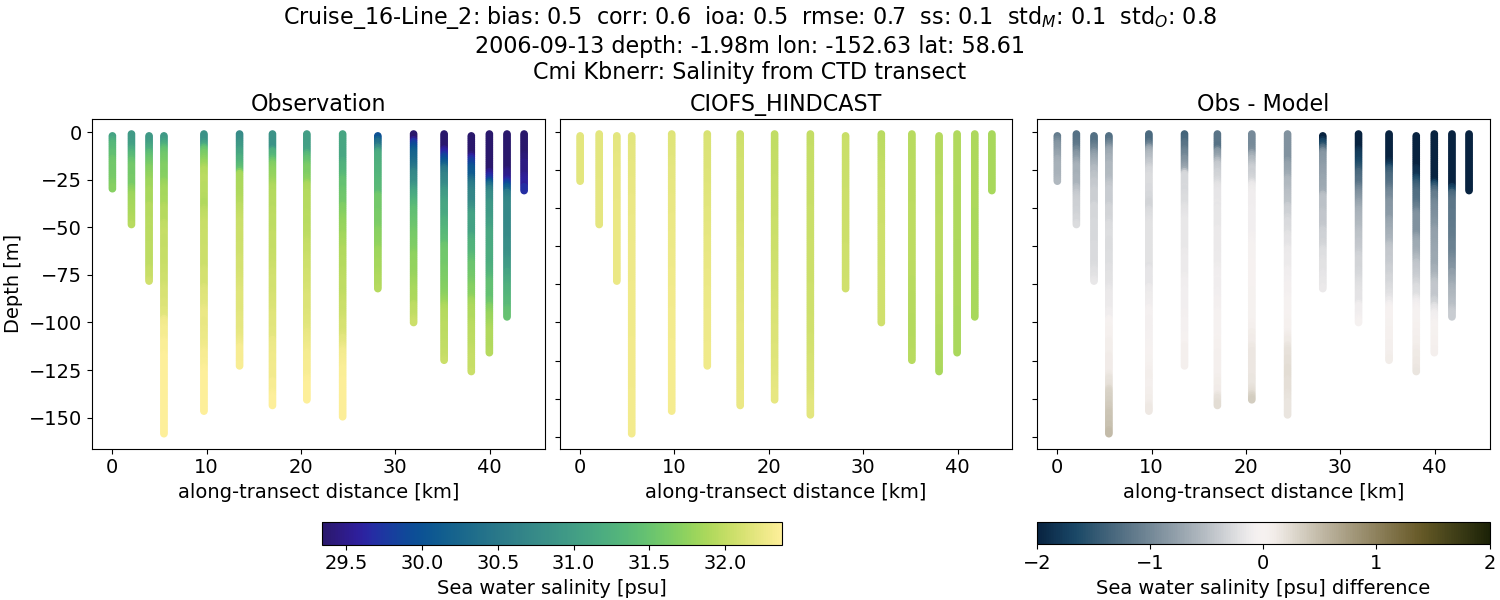 Cruise_16-Line_2: bias: 0.5 corr: 0.6 ioa: 0.5 rmse: 0.7 ss: 0.1 std_M: 0.1 std_O: 0.8
2006-09-13 depth: -1.98m lon: -152.63 lat: 58.61
Cmi Kbnerr: Salinity from CTD transect
Observation
CIOFS_HINDCAST
Obs - Model
Depth [m]
0
−25
−50
−75
−100
−125
−150
0 10 20 30 40
0 10 20 30 40
0 10 20 30 40
along-transect distance [km]
along-transect distance [km]
along-transect distance [km]
29.5 30.0 30.5 31.0 31.5 32.0
Sea water salinity [psu]
−2 −1 0 1 2
Sea water salinity [psu] difference